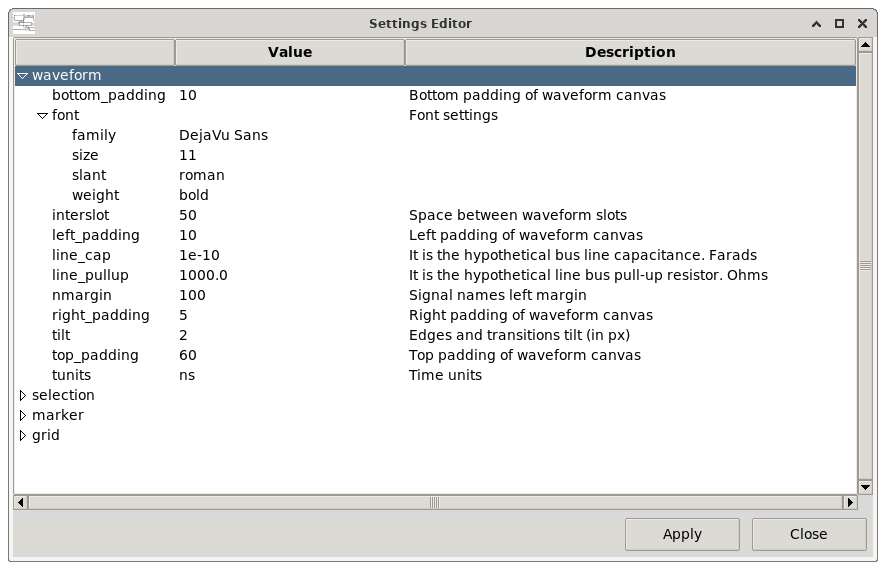 Settings Editor
Value Description
waveform
bottom_padding 10 Bottom padding of waveform canvas
font Font settings
family DejaVu Sans
size 11
slant roman
weight bold
interslot 50 Space between waveform slots
left_padding 10 Left padding of waveform canvas
line_cap 1e-10 It is the hypothetical bus line capacitance. Farads
line_pullup 1000.0 It is the hypothetical line bus pull-up resistor. Ohms
nmargin 100 Signal names left margin
right_padding 5 Right padding of waveform canvas
tilt 2 Edges and transitions tilt (in px)
top_padding 60 Top padding of waveform canvas
tunits ns Time units
selection
marker
grid
Apply Close